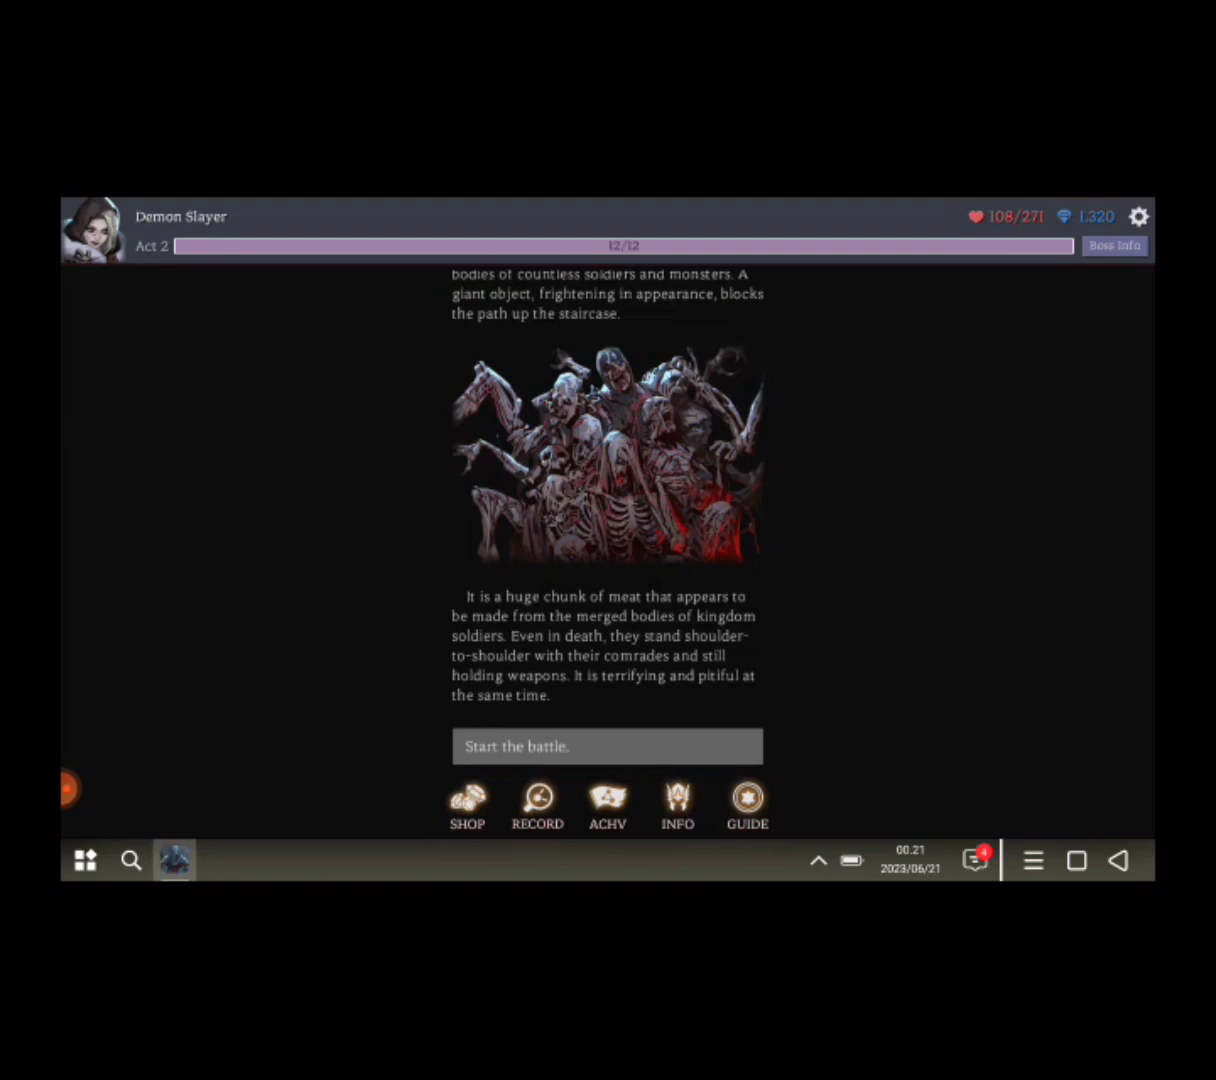 Demon Slayer
108/271
1.320
Act 2
12/12
Boss Info
bodies of countless soldiers and monsters. A
giant object, frightening in appearance, blocks
the path up the staircase.
It is a huge chunk of meat that appears to
be made from the merged bodies of kingdom
soldiers. Even in death, they stand shoulder-
to-shoulder with their comrades and still
holding weapons. It is terrifying and pitiful at
the same time.
Start the battle.
SHOP
RECORD
ACHV
INFO
GUIDE
00.21
2023/06/21
4